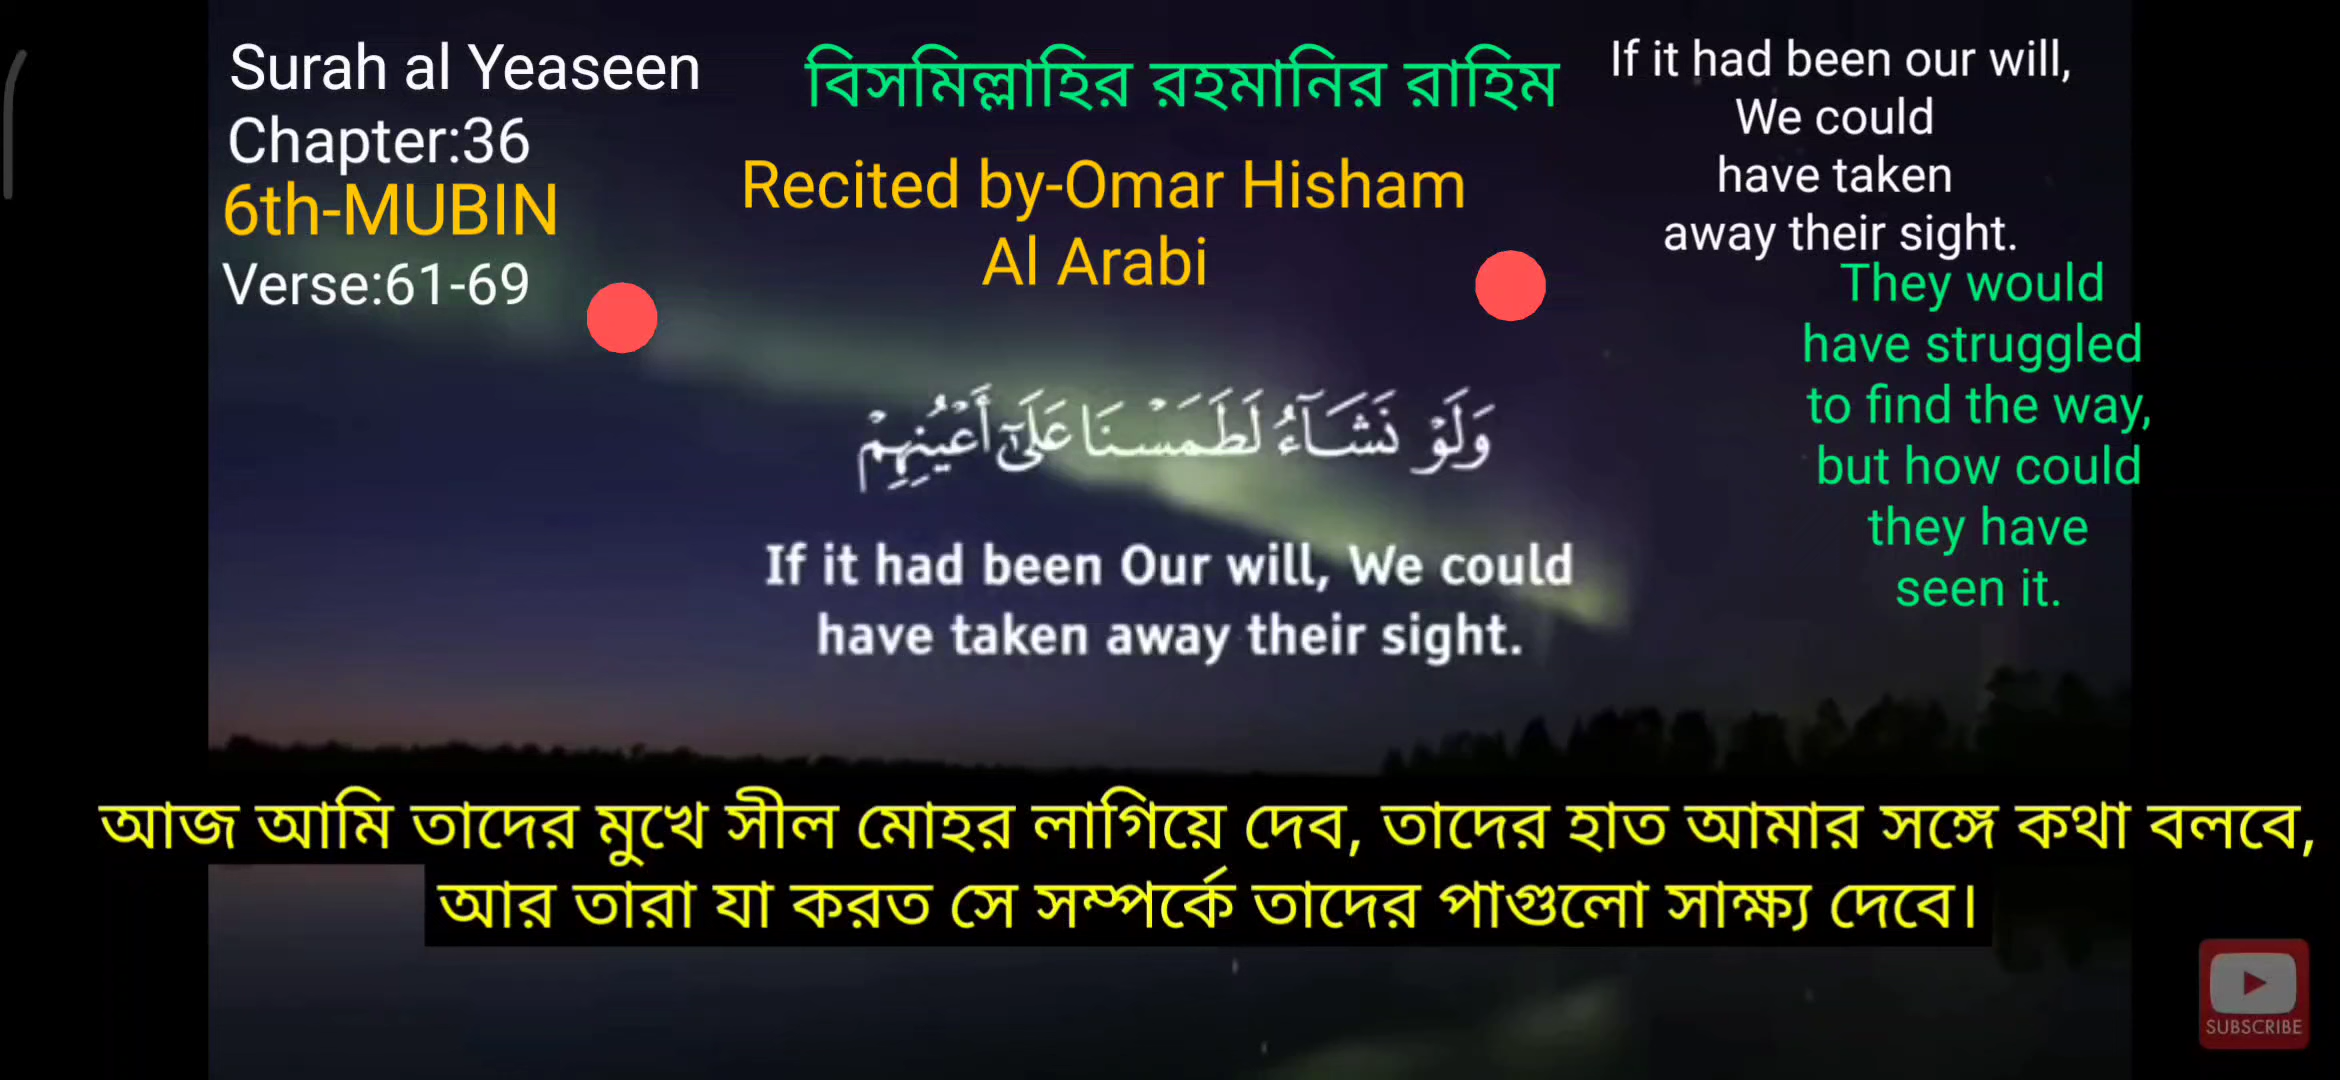 Surah al Yeaseen
Chapter:36
6th-MUBIN
Verse:61-69
বিসমিল্লাহির রহমানির রাহিম
Recited by-Omar Hisham
Al Arabi
If it had been our will,
We could
have taken
away their sight.
They would
have struggled
to find the way,
but how could
they have
seen it.
وَلَوْ نَشَآءُ لَطَمَسْنَا عَلَىٰٓ أَعْيُنِهِمْ
If it had been Our will, We could
have taken away their sight.
আজ আমি তাদের মুখে সীল মোহর লাগিয়ে দেব, তাদের হাত আমার সঙ্গে কথা বলবে,
আর তারা যা করত সে সম্পর্কে তাদের পাগুলো সাক্ষ্য দেবে।
SUBSCRIBE